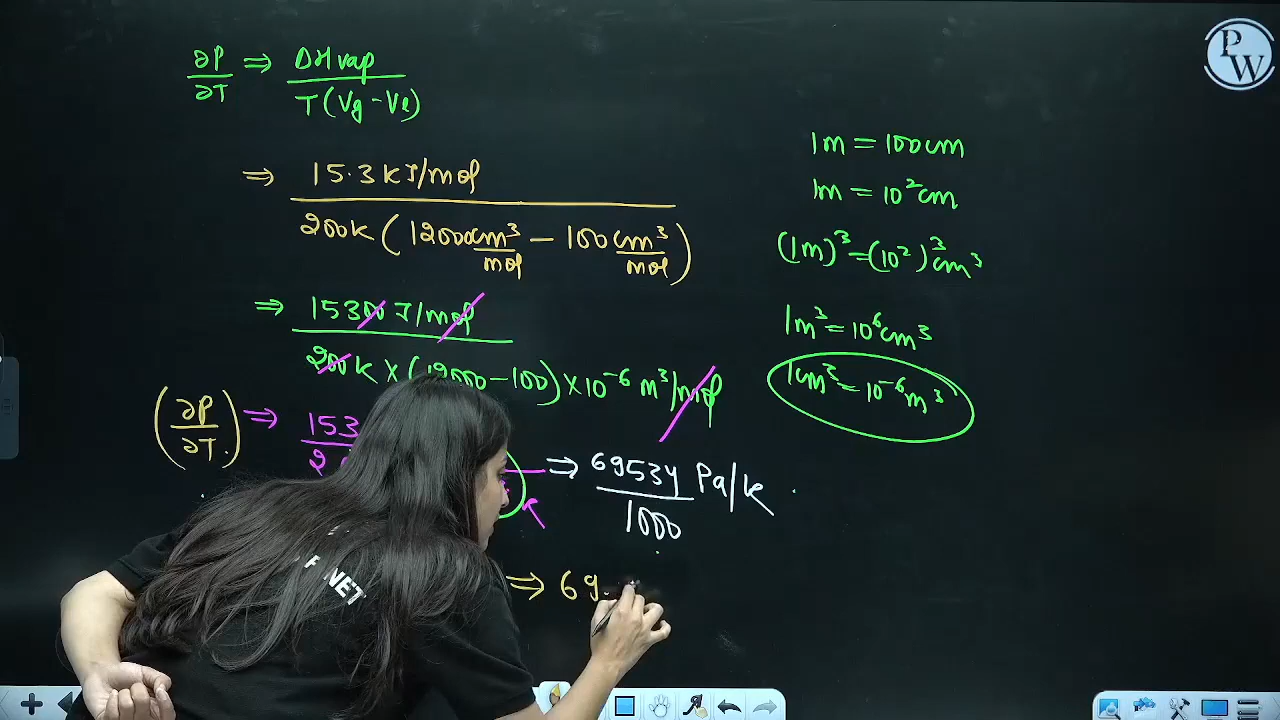 ∂P/∂T ⇒ ΔHvap / T(Vg - Vl)
⇒ 15.3 kJ/mol / 200K (12000 cm³/mol - 100 cm³/mol)
⇒ 15300 J/mol / 200K × (12000-100) × 10⁻⁶ m³/mol
(∂P/∂T) ⇒ 153
⇒ 69534/1000 Pa/K
⇒ 69.
1m = 100cm
1m = 10² cm
(1m)³ = (10²)³ cm³
1m³ = 10⁶ cm³
1cm³ = 10⁻⁶ m³
PW
NET